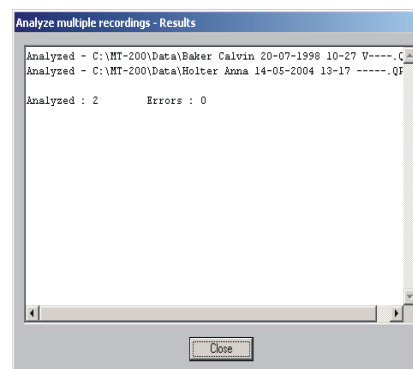 Analyze multiple recordings - Results
Analyzed - C:\MT-200\Data\Baker Calvin 20-07-1998 10-27 V----.Q
Analyzed - C:\MT-200\Data\Holter Anna 14-05-2004 13-17 -----.QR
Analyzed : 2 Errors : 0
Close